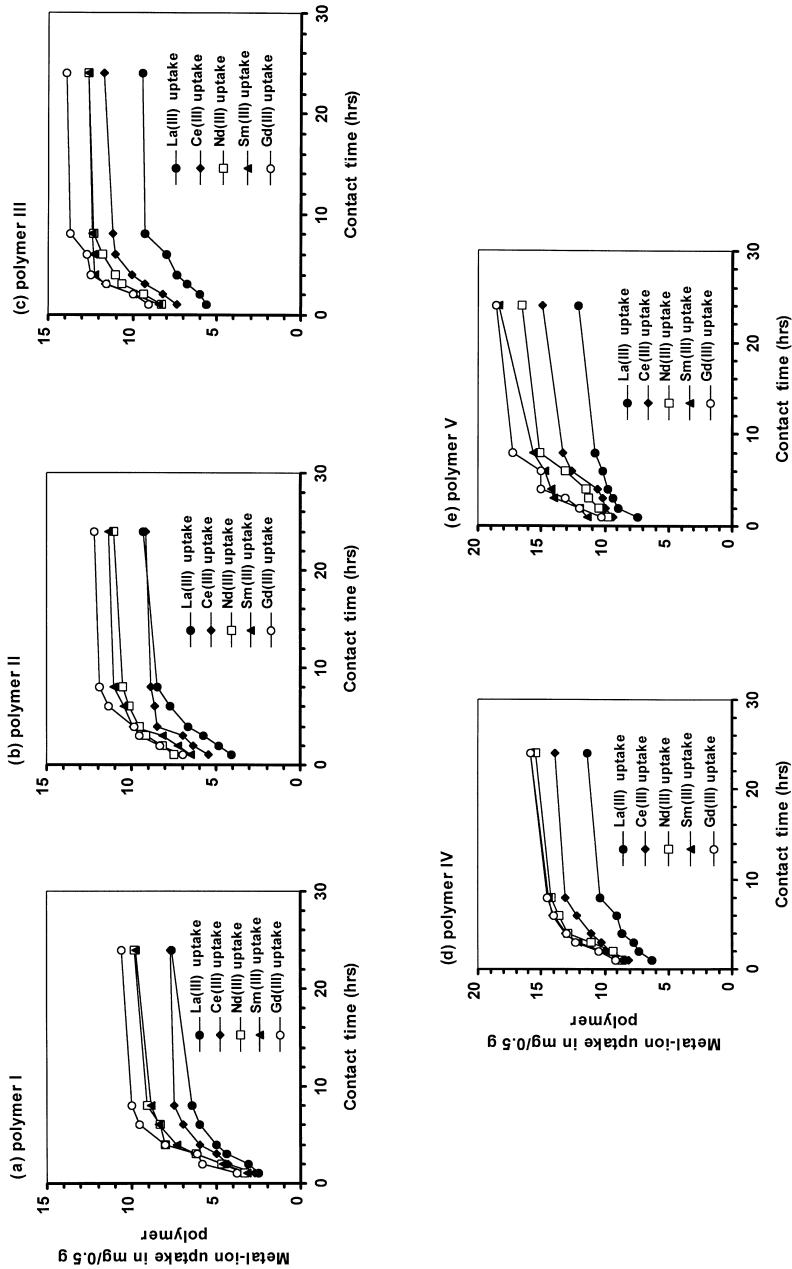 (a) polymer I
15
10
5
0
0
10
20
30
Contact time (hrs)
Metal-ion uptake in mg/0.5 g
polymer
La(III) uptake
Ce(III) uptake
Nd(III) uptake
Sm(III) uptake
Gd(III) uptake
(b) polymer II
15
10
5
0
0
10
20
30
Contact time (hrs)
La(III) uptake
Ce(III) uptake
Nd(III) uptake
Sm(III) uptake
Gd(III) uptake
(c) polymer III
15
10
5
0
0
10
20
30
Contact time (hrs)
La(III) uptake
Ce(III) uptake
Nd(III) uptake
Sm(III) uptake
Gd(III) uptake
(d) polymer IV
20
15
10
5
0
0
10
20
30
Contact time (hrs)
Metal-ion uptake in mg/0.5 g
polymer
La(III) uptake
Ce(III) uptake
Nd(III) uptake
Sm(III) uptake
Gd(III) uptake
(e) polymer V
20
15
10
5
0
0
10
20
30
Contact time (hrs)
La(III) uptake
Ce(III) uptake
Nd(III) uptake
Sm(III) uptake
Gd(III) uptake